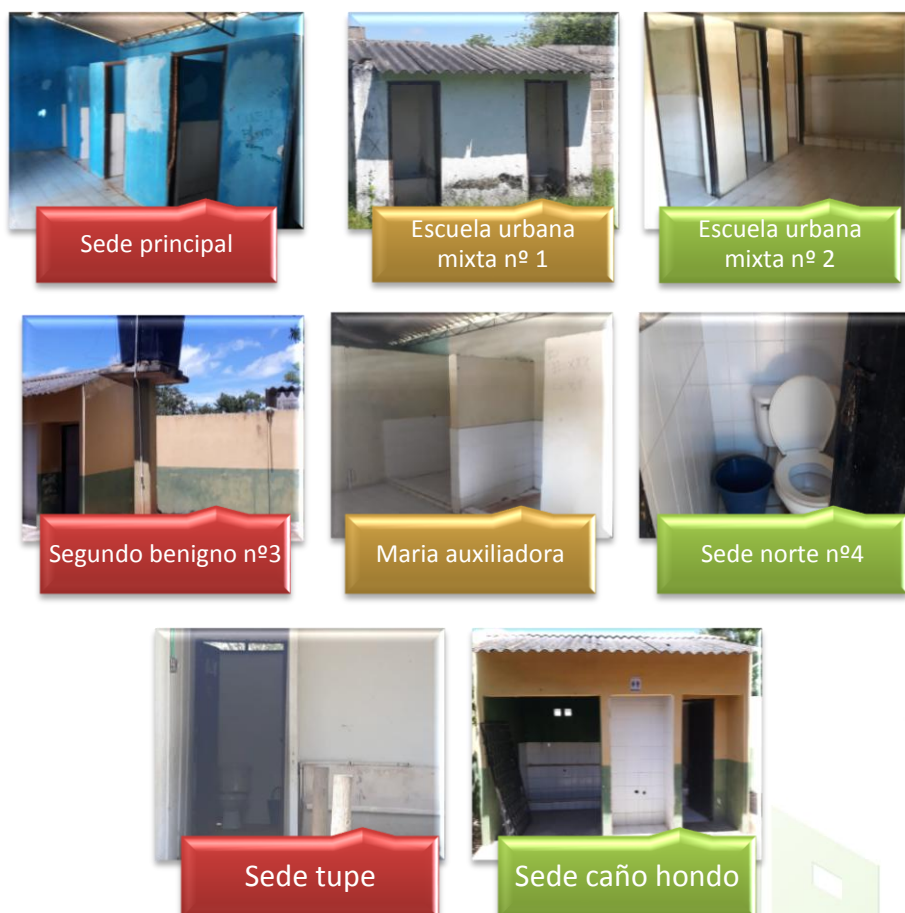 Sede principal
Escuela urbana
mixta nº 1
Escuela urbana
mixta nº 2
Segundo benigno nº3
Maria auxiliadora
Sede norte nº4
Sede tupe
Sede caño hondo